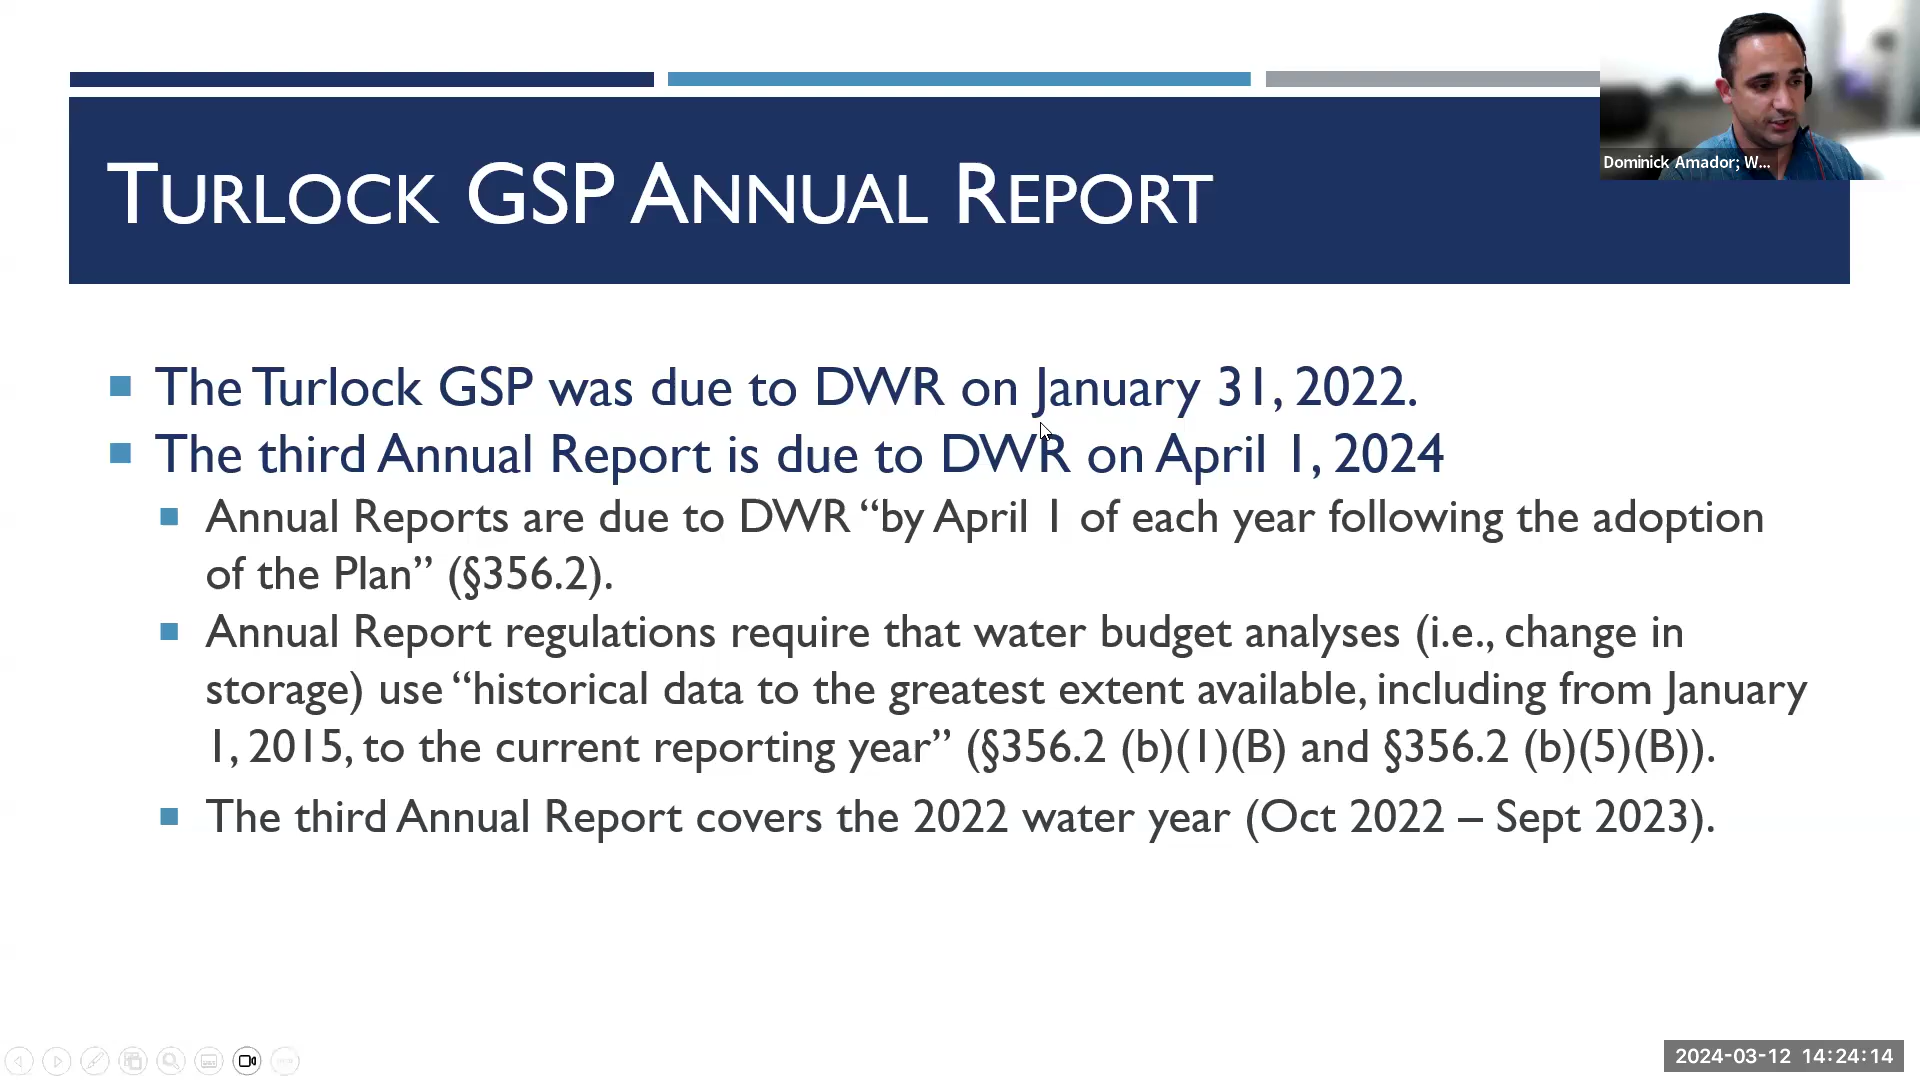 Turlock GSP Annual Report
Dominick Amador; W...
The Turlock GSP was due to DWR on January 31, 2022.
The third Annual Report is due to DWR on April 1, 2024
Annual Reports are due to DWR “by April 1 of each year following the adoption
of the Plan” (§356.2).
Annual Report regulations require that water budget analyses (i.e., change in
storage) use “historical data to the greatest extent available, including from January
1, 2015, to the current reporting year” (§356.2 (b)(1)(B) and §356.2 (b)(5)(B)).
The third Annual Report covers the 2022 water year (Oct 2022 – Sept 2023).
2024-03-12 14:24:14